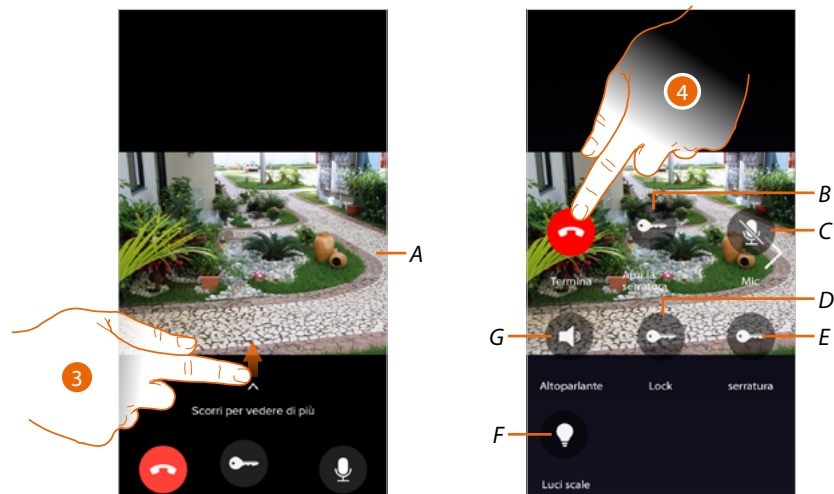 A
3
Scorri per vedere di più
4
B
C
Termina
Apri la
serratura
Mic
D
G
E
Altoparlante
Lock
serratura
F
Luci scale